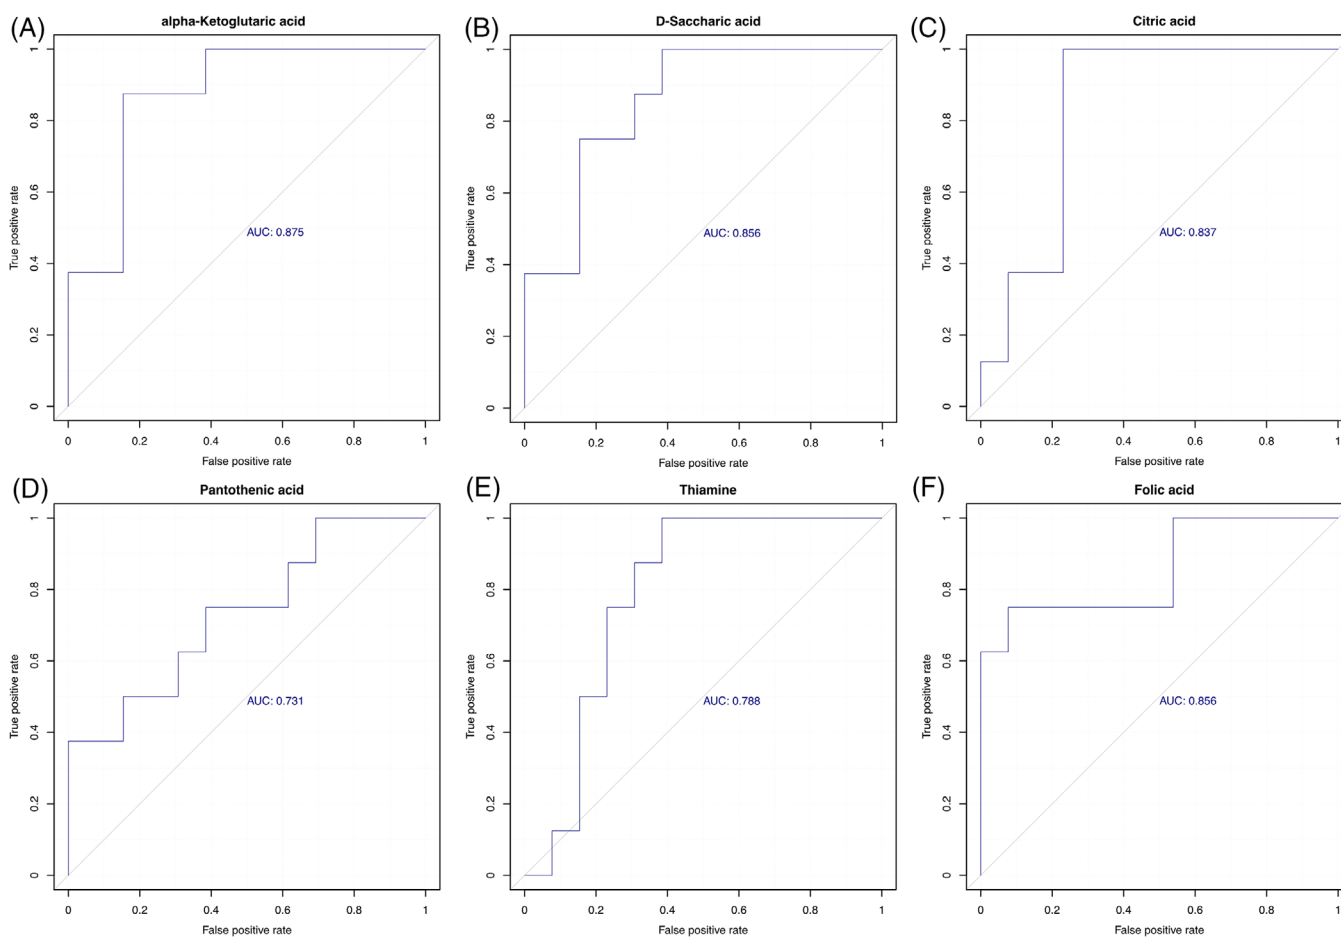 (A)
alpha-Ketoglutaric acid
True positive rate
1
0.8
0.6
0.4
0.2
0
AUC: 0.875
0 0.2 0.4 0.6 0.8 1
False positive rate
(B)
D-Saccharic acid
True positive rate
1
0.8
0.6
0.4
0.2
0
AUC: 0.856
0 0.2 0.4 0.6 0.8 1
False positive rate
(C)
Citric acid
True positive rate
1
0.8
0.6
0.4
0.2
0
AUC: 0.837
0 0.2 0.4 0.6 0.8 1
False positive rate
(D)
Pantothenic acid
True positive rate
1
0.8
0.6
0.4
0.2
0
AUC: 0.731
0 0.2 0.4 0.6 0.8 1
False positive rate
(E)
Thiamine
True positive rate
1
0.8
0.6
0.4
0.2
0
AUC: 0.788
0 0.2 0.4 0.6 0.8 1
False positive rate
(F)
Folic acid
True positive rate
1
0.8
0.6
0.4
0.2
0
AUC: 0.856
0 0.2 0.4 0.6 0.8 1
False positive rate